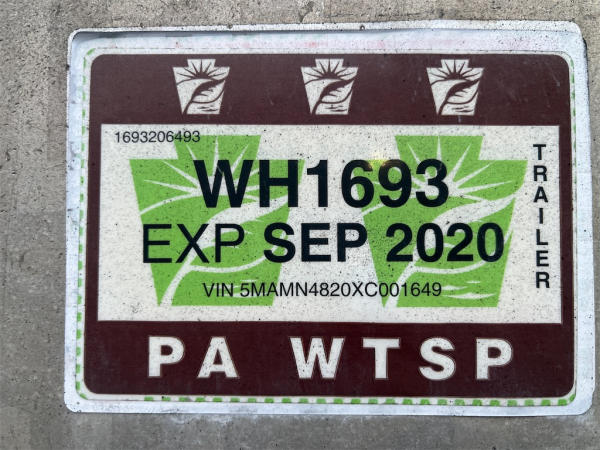 1693206493
WH1693
EXP SEP 2020
VIN 5MAMN4820XC001649
TRAILER
PA WTSP